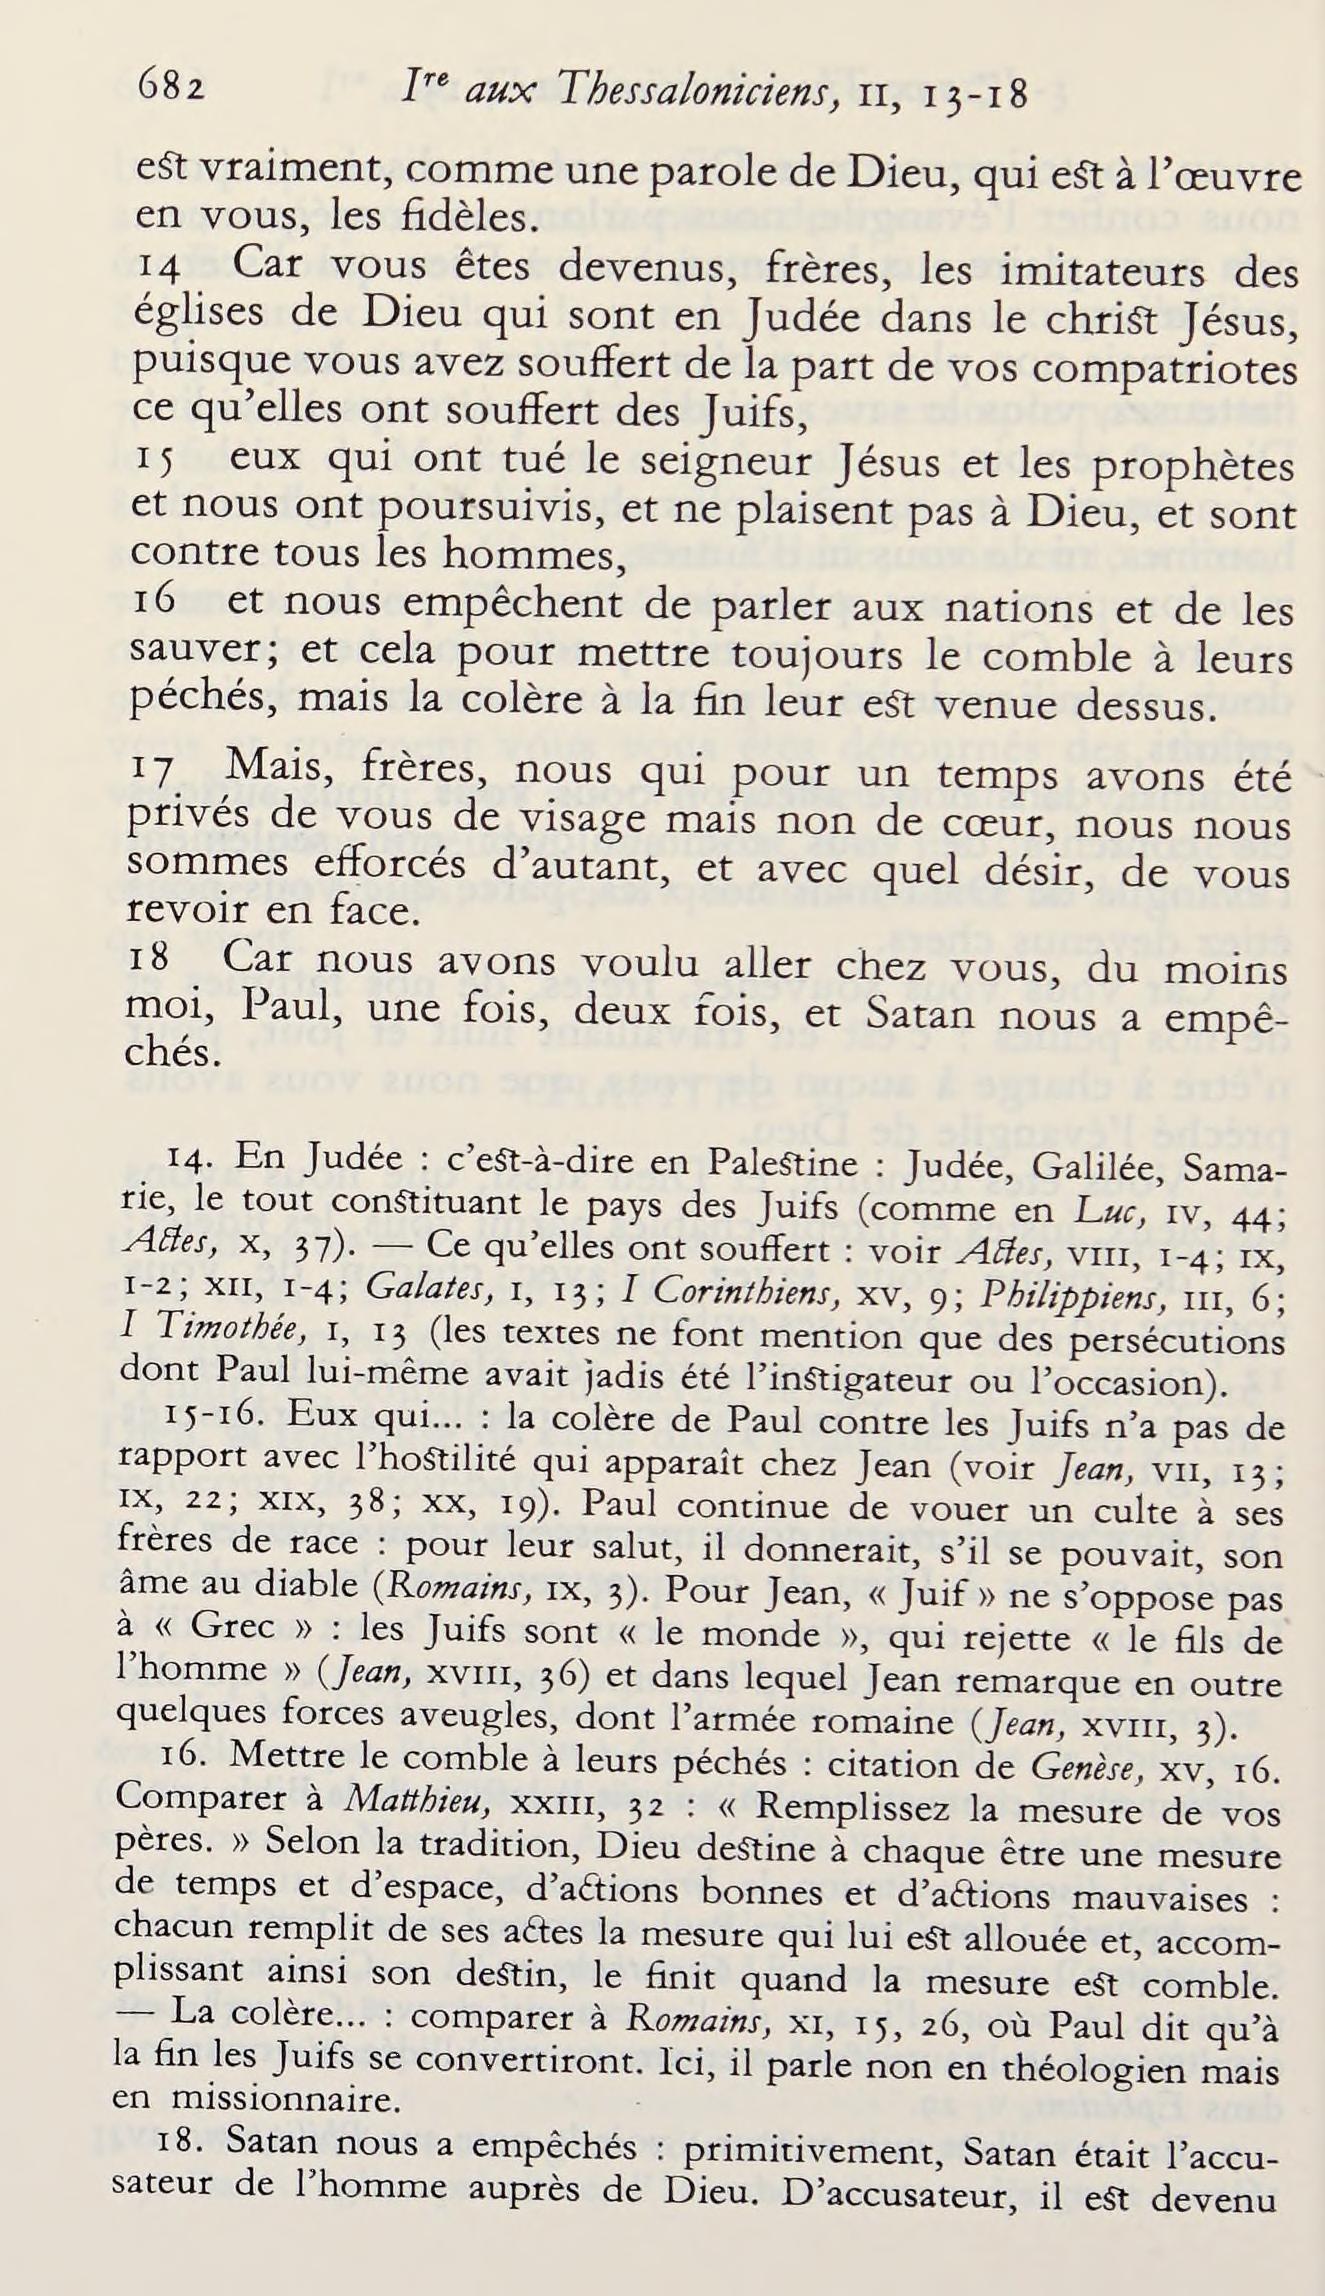 682 Iʳᵉ aux Thessaloniciens, II, 13-18
est vraiment, comme une parole de Dieu, qui est à l’œuvre
en vous, les fidèles.
14 Car vous êtes devenus, frères, les imitateurs des
églises de Dieu qui sont en Judée dans le christ Jésus,
puisque vous avez souffert de la part de vos compatriotes
ce qu’elles ont souffert des Juifs,
15 eux qui ont tué le seigneur Jésus et les prophètes
et nous ont poursuivis, et ne plaisent pas à Dieu, et sont
contre tous les hommes,
16 et nous empêchent de parler aux nations et de les
sauver; et cela pour mettre toujours le comble à leurs
péchés, mais la colère à la fin leur est venue dessus.
17 Mais, frères, nous qui pour un temps avons été
privés de vous de visage mais non de cœur, nous nous
sommes efforcés d’autant, et avec quel désir, de vous
revoir en face.
18 Car nous avons voulu aller chez vous, du moins
moi, Paul, une fois, deux fois, et Satan nous a empê-
chés.
14. En Judée : c’est-à-dire en Palestine : Judée, Galilée, Sama-
rie, le tout constituant le pays des Juifs (comme en Luc, IV, 44;
Actes, X, 37). — Ce qu’elles ont souffert : voir Actes, VIII, 1-4; IX,
1-2; XII, 1-4; Galates, I, 13; I Corinthiens, XV, 9; Philippiens, III, 6;
I Timothée, I, 13 (les textes ne font mention que des persécutions
dont Paul lui-même avait jadis été l’instigateur ou l’occasion).
15-16. Eux qui... : la colère de Paul contre les Juifs n’a pas de
rapport avec l’hostilité qui apparaît chez Jean (voir Jean, VII, 13;
IX, 22; XIX, 38; XX, 19). Paul continue de vouer un culte à ses
frères de race : pour leur salut, il donnerait, s’il se pouvait, son
âme au diable (Romains, IX, 3). Pour Jean, « Juif » ne s’oppose pas
à « Grec » : les Juifs sont « le monde », qui rejette « le fils de
l’homme » (Jean, XVIII, 36) et dans lequel Jean remarque en outre
quelques forces aveugles, dont l’armée romaine (Jean, XVIII, 3).
16. Mettre le comble à leurs péchés : citation de Genèse, XV, 16.
Comparer à Matthieu, XXIII, 32 : « Remplissez la mesure de vos
pères. » Selon la tradition, Dieu destine à chaque être une mesure
de temps et d’espace, d’actions bonnes et d’actions mauvaises :
chacun remplit de ses actes la mesure qui lui est allouée et, accom-
plissant ainsi son destin, le finit quand la mesure est comble.
— La colère... : comparer à Romains, XI, 15, 26, où Paul dit qu’à
la fin les Juifs se convertiront. Ici, il parle non en théologien mais
en missionnaire.
18. Satan nous a empêchés : primitivement, Satan était l’accu-
sateur de l’homme auprès de Dieu. D’accusateur, il est devenu